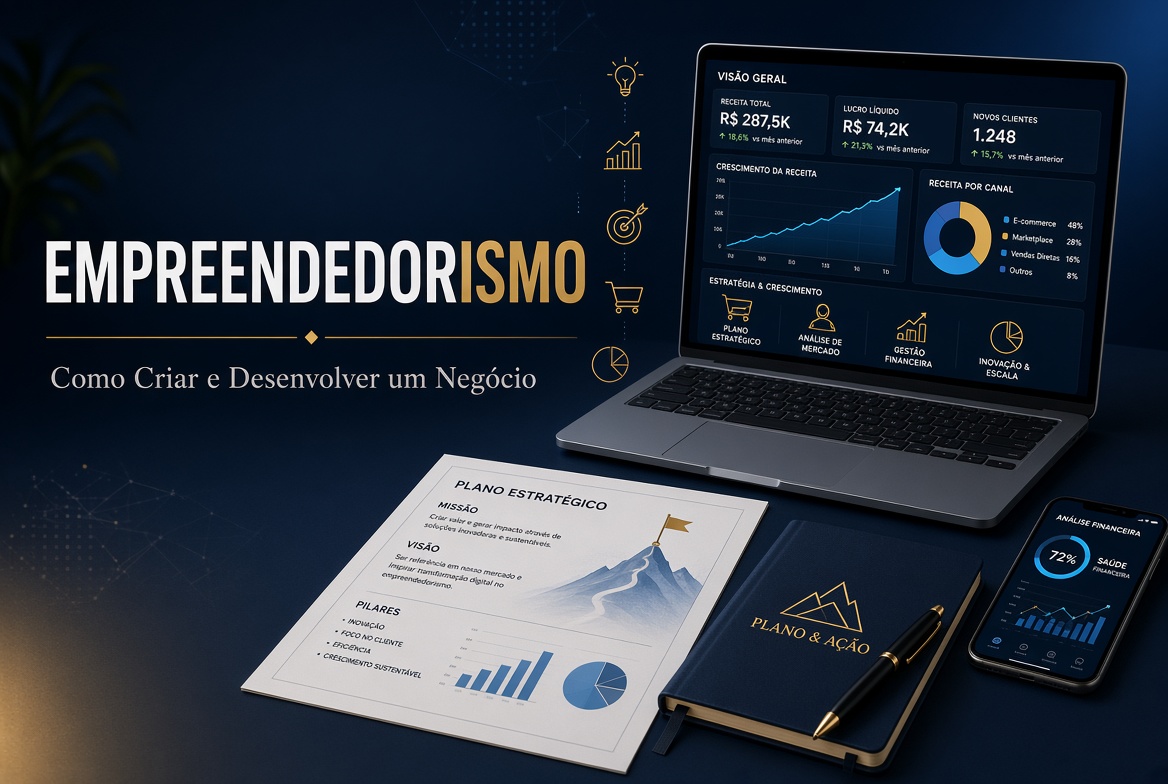 EMPREENDEDORISMO
Como Criar e Desenvolver um Negócio
VISÃO GERAL
RECEITA TOTAL
R$ 287,5K
↑ 18,6% vs mês anterior
LUCRO LÍQUIDO
R$ 74,2K
↑ 21,3% vs mês anterior
NOVOS CLIENTES
1.248
↑ 15,7% vs mês anterior
CRESCIMENTO DA RECEITA
RECEITA POR CANAL
E-commerce 48%
Marketplace 28%
Vendas Diretas 16%
Outros 8%
ESTRATÉGIA & CRESCIMENTO
PLANO
ESTRATÉGICO
ANÁLISE DE
MERCADO
GESTÃO
FINANCEIRA
INOVAÇÃO &
ESCALA
PLANO ESTRATÉGICO
MISSÃO
Criar valor e gerar impacto através de
soluções inovadoras e sustentáveis.
VISÃO
Ser referência em nosso mercado e
inspirar transformação digital no
empreendedorismo.
PILARES
• INOVAÇÃO
• FOCO NO CLIENTE
• EFICIÊNCIA
• CRESCIMENTO SUSTENTÁVEL
PLANO & AÇÃO
ANÁLISE FINANCEIRA
72%
SAÚDE
FINANCEIRA